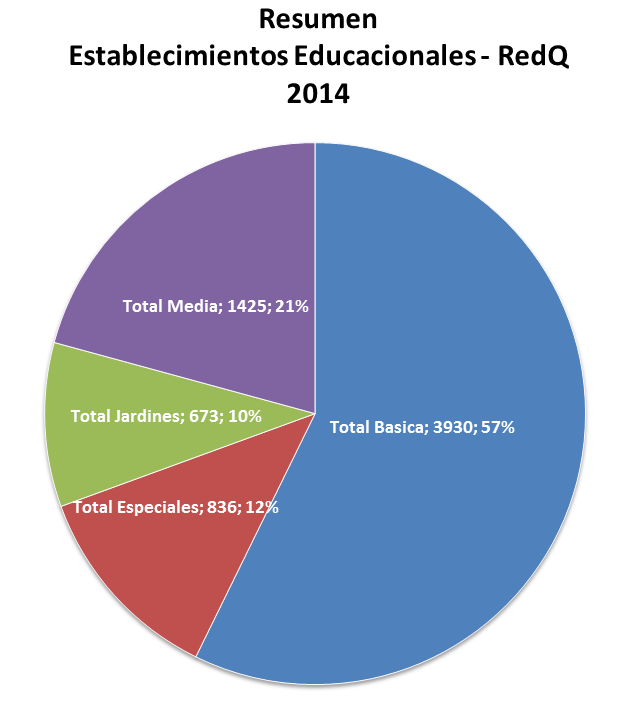 Resumen
Establecimientos Educacionales - RedQ
2014
Total Media; 1425; 21%
Total Jardines; 673; 10%
Total Basica; 3930; 57%
Total Especiales; 836; 12%